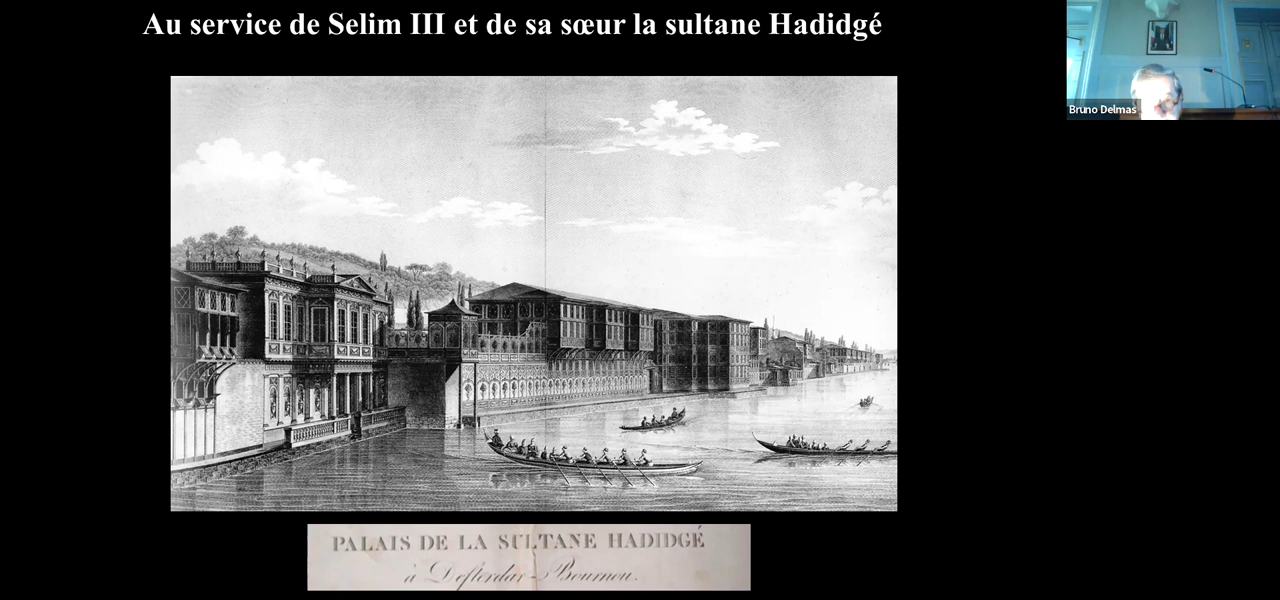 Au service de Selim III et de sa sœur la sultane Hadidgé
Bruno Delmas
PALAIS DE LA SULTANE HADIDGÉ
à Defterdar-Bournou.